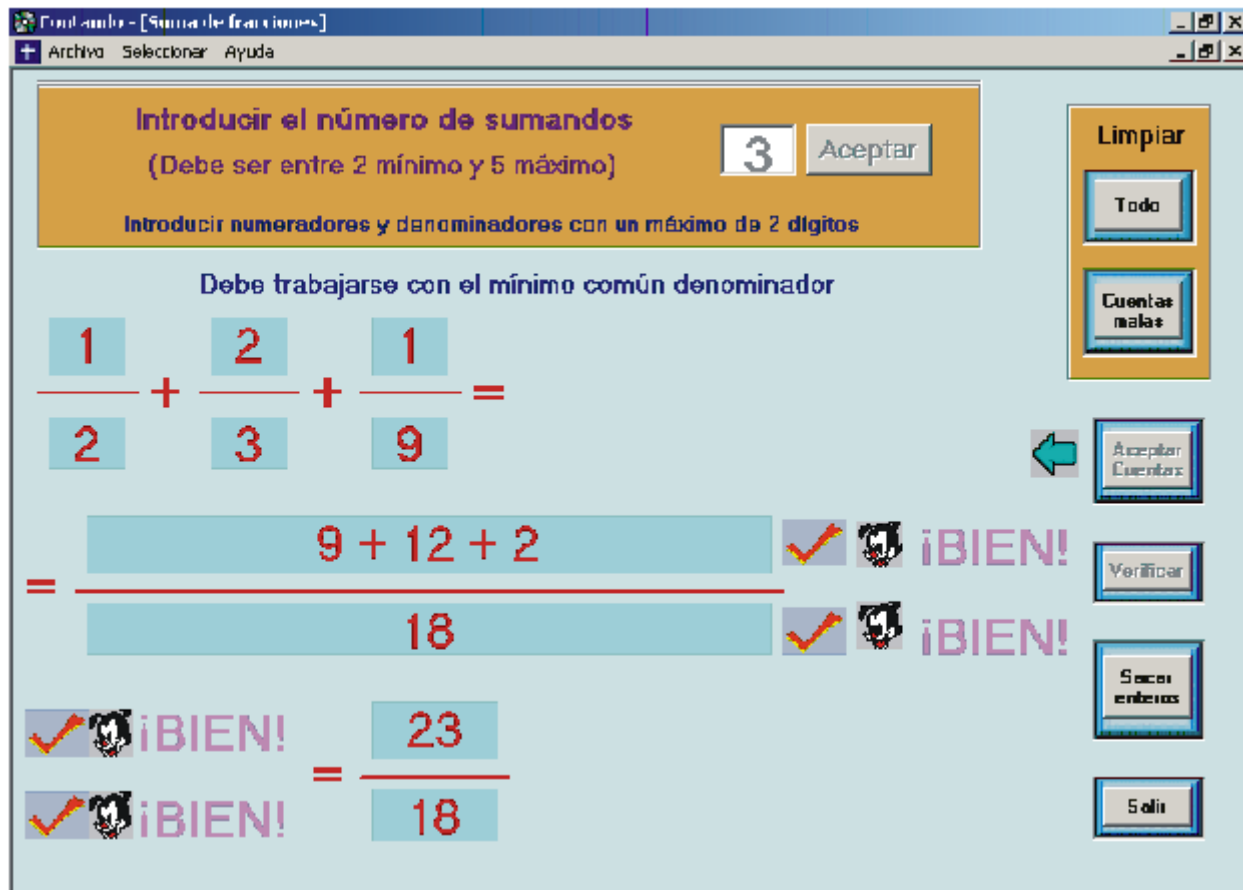 [Suma de fracciones]
Archivo Seleccionar Ayuda
Introducir el número de sumandos
(Debe ser entre 2 mínimo y 5 máximo)
3
Aceptar
Introducir numeradores y denominadores con un máximo de 2 dígitos
Limpiar
Todo
Cuentas
malas
Debe trabajarse con el mínimo común denominador
1 2 1
+ + =
2 3 9
Aceptar
Cuentas
9 + 12 + 2
¡BIEN!
=
18
¡BIEN!
Verificar
Sacar
enteros
¡BIEN!
23
=
¡BIEN!
18
Salir